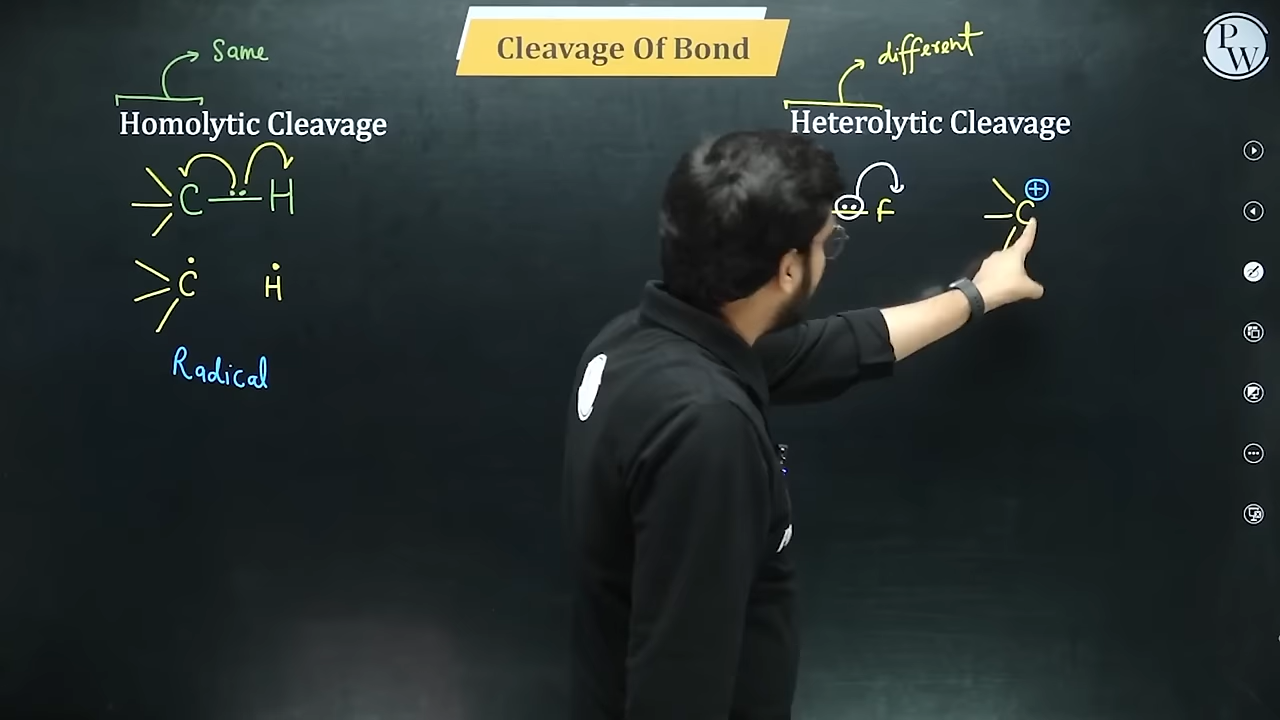 Cleavage Of Bond
PW
Same
different
Homolytic Cleavage
Heterolytic Cleavage
C : H
: F
C ⊕
Ċ Ḣ
Radical